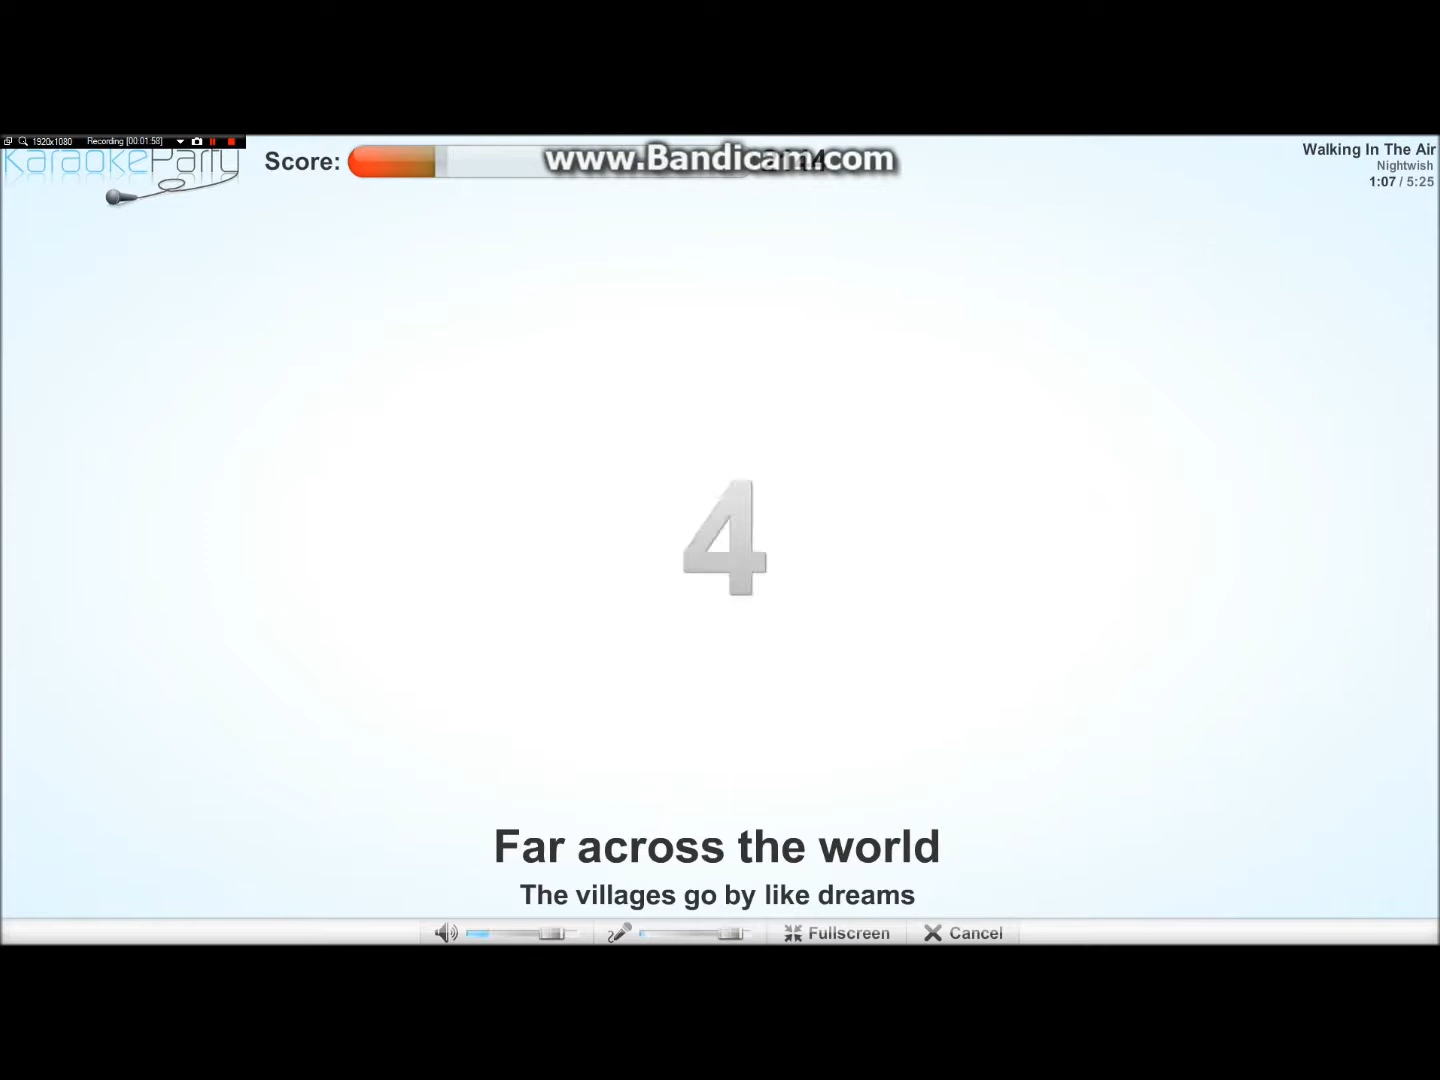 1920x1080 Recording [00:01:58]
KaraokeParty
Score:
www.Bandicam.com
Walking In The Air
Nightwish
1:07 / 5:25
4
Far across the world
The villages go by like dreams
Fullscreen
Cancel